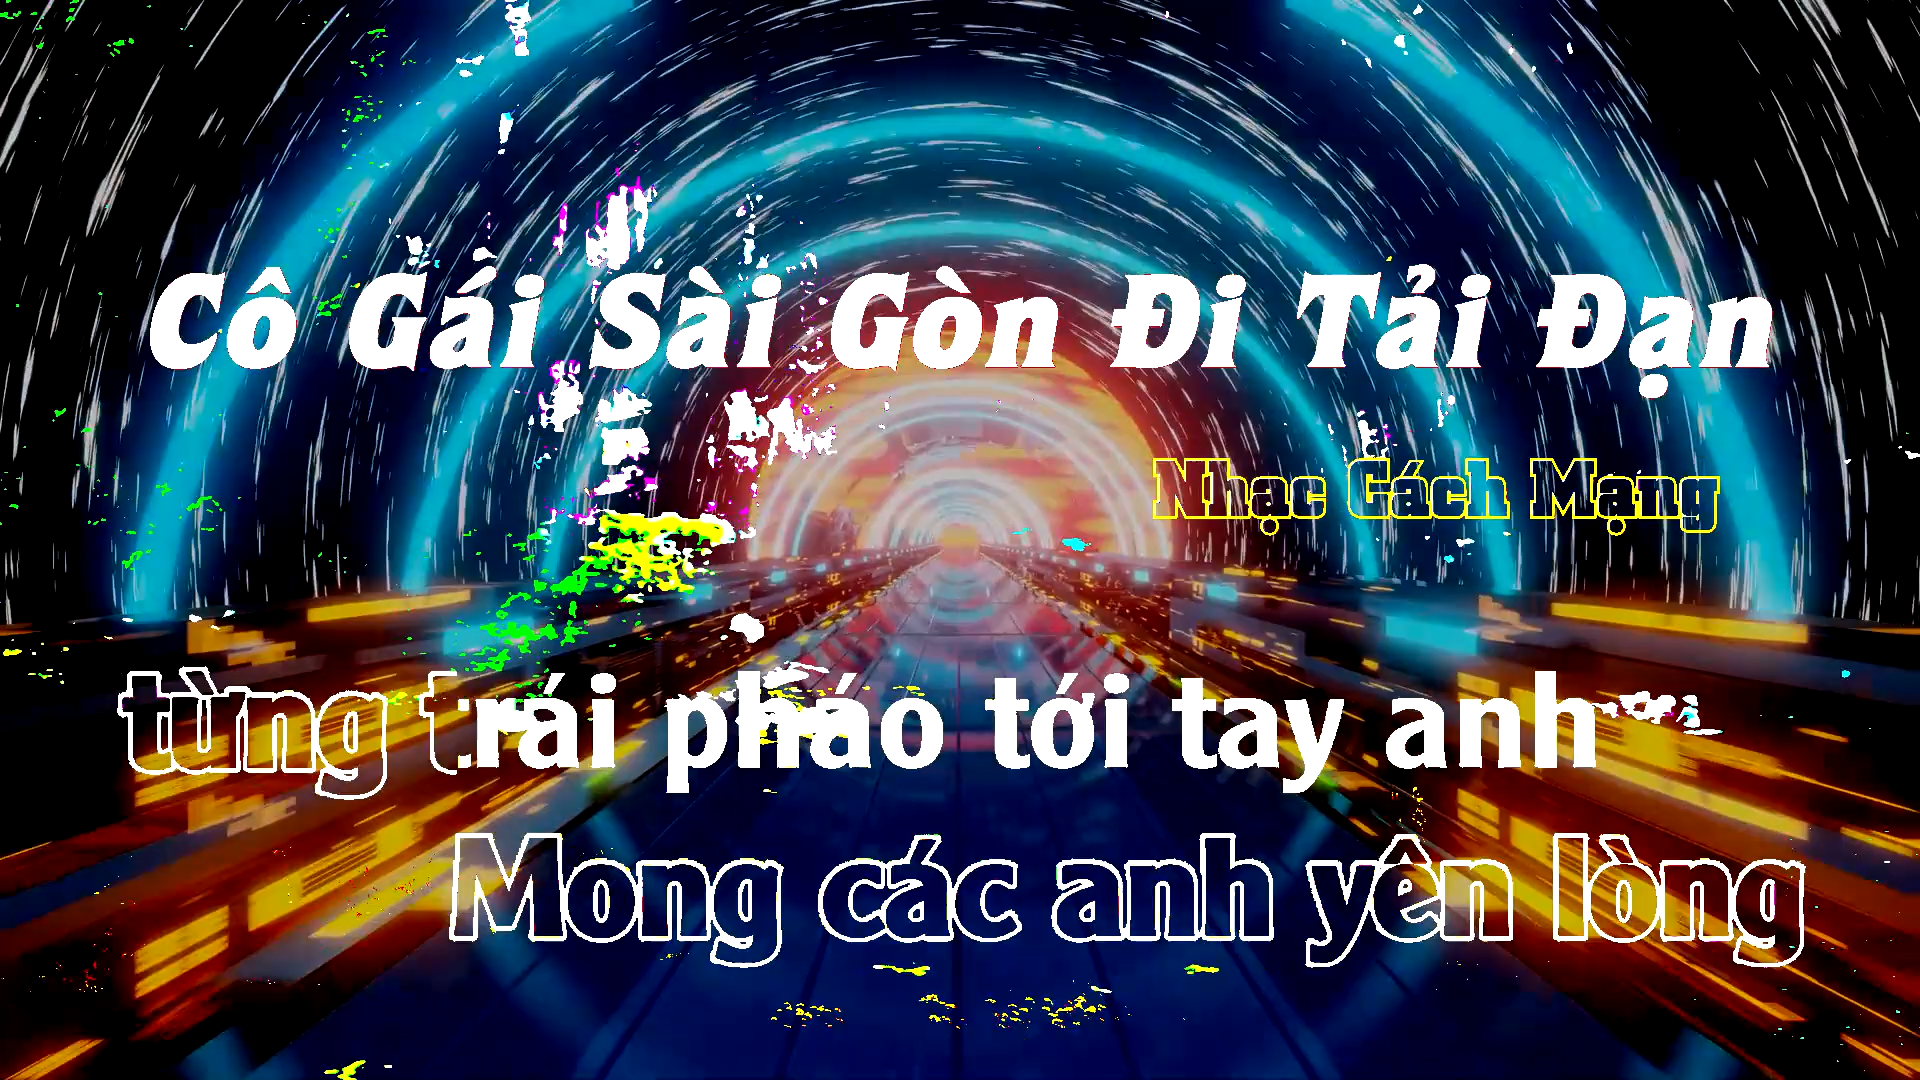 Cô Gái Sài Gòn Đi Tải Đạn
Nhạc Cách Mạng
từng trái pháo tới tay anh
Mong các anh yên lòng